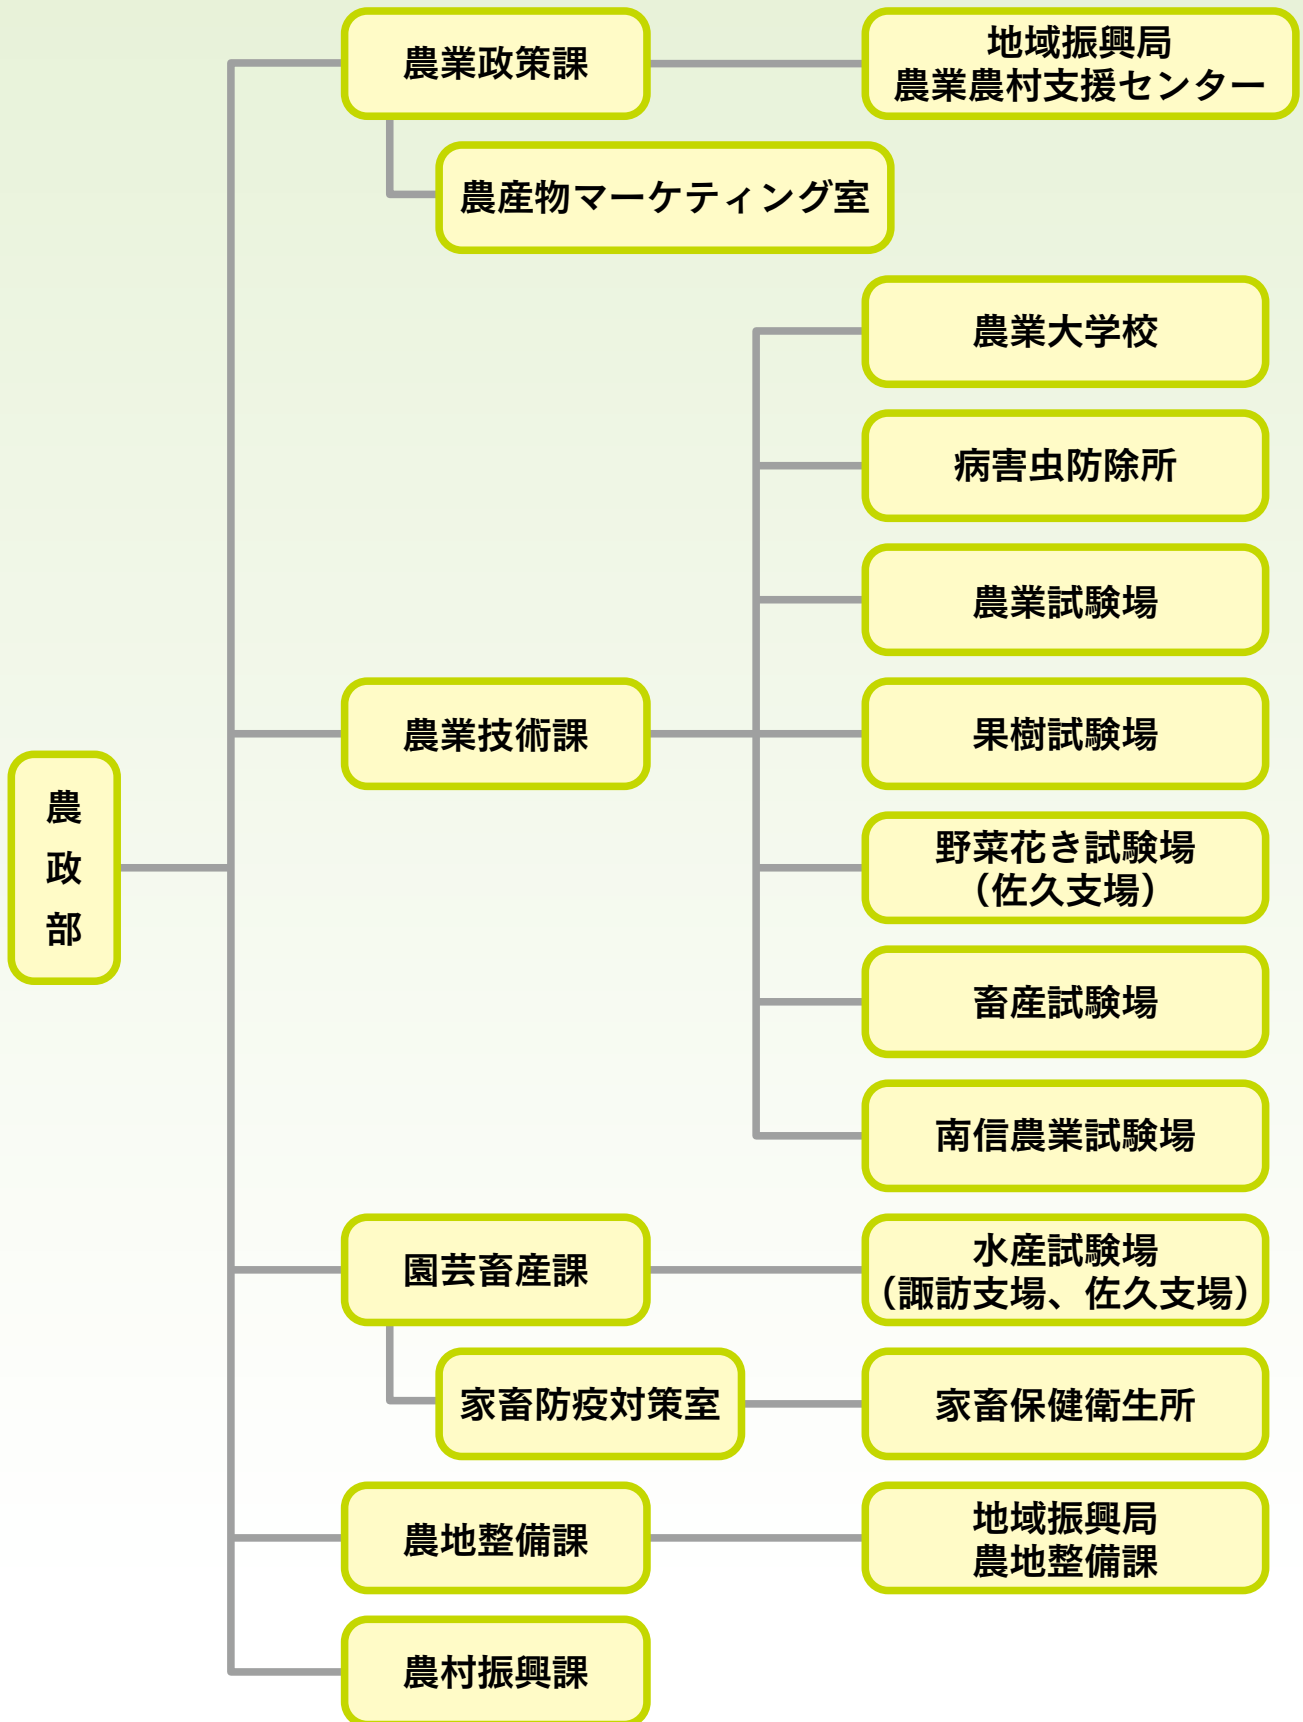 農業政策課
地域振興局
農業農村支援センター
農産物マーケティング室
農業大学校
病害虫防除所
農業試験場
農業技術課
果樹試験場
農
政
部
野菜花き試験場
（佐久支場）
畜産試験場
南信農業試験場
園芸畜産課
水産試験場
（諏訪支場、佐久支場）
家畜防疫対策室
家畜保健衛生所
農地整備課
地域振興局
農地整備課
農村振興課